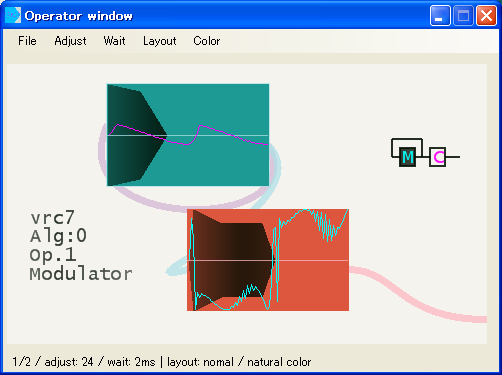 Operator window
File Adjust Wait Layout Color
M C
vrc7
Alg:0
Op.1
Modulator
1/2 / adjust: 24 / wait: 2ms | layout: nomal / natural color